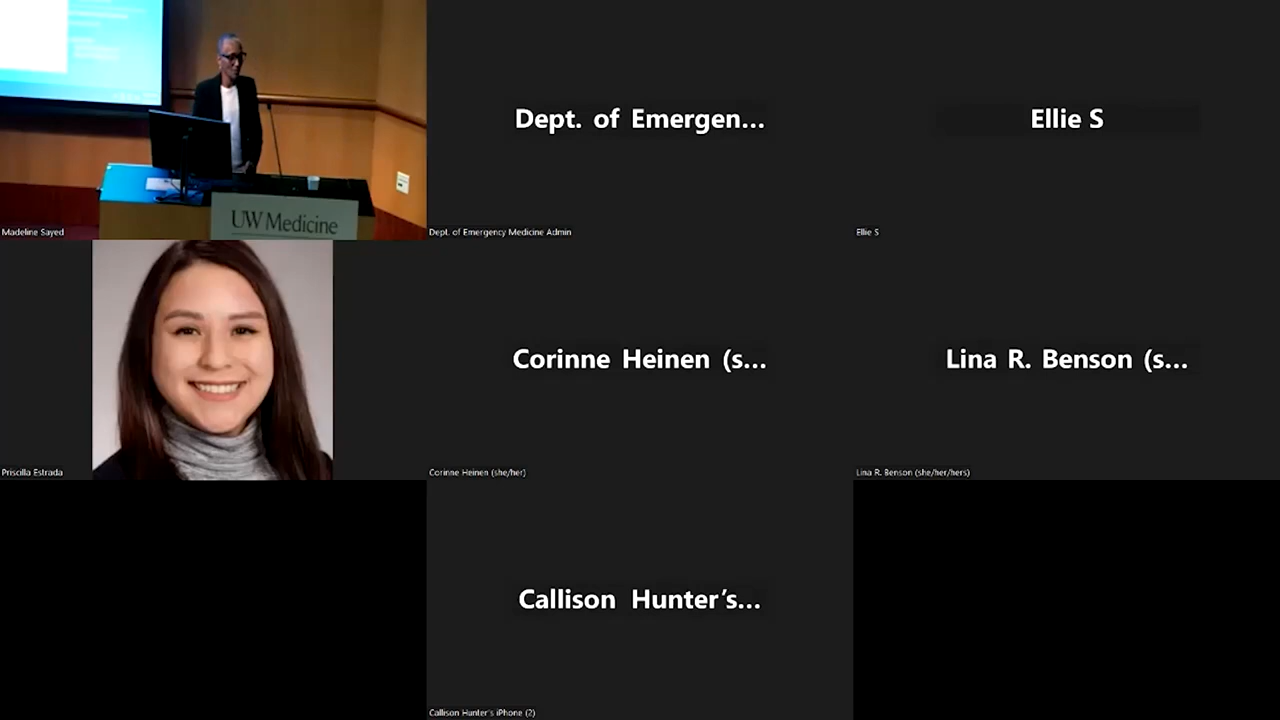 UW Medicine
Madeline Sayed
Dept. of Emergen...
Dept. of Emergency Medicine Admin
Ellie S
Ellie S
Priscilla Estrada
Corinne Heinen (s...
Corinne Heinen (she/her)
Lina R. Benson (s...
Lina R. Benson (she/her/hers)
Callison Hunter’s...
Callison Hunter's iPhone (2)